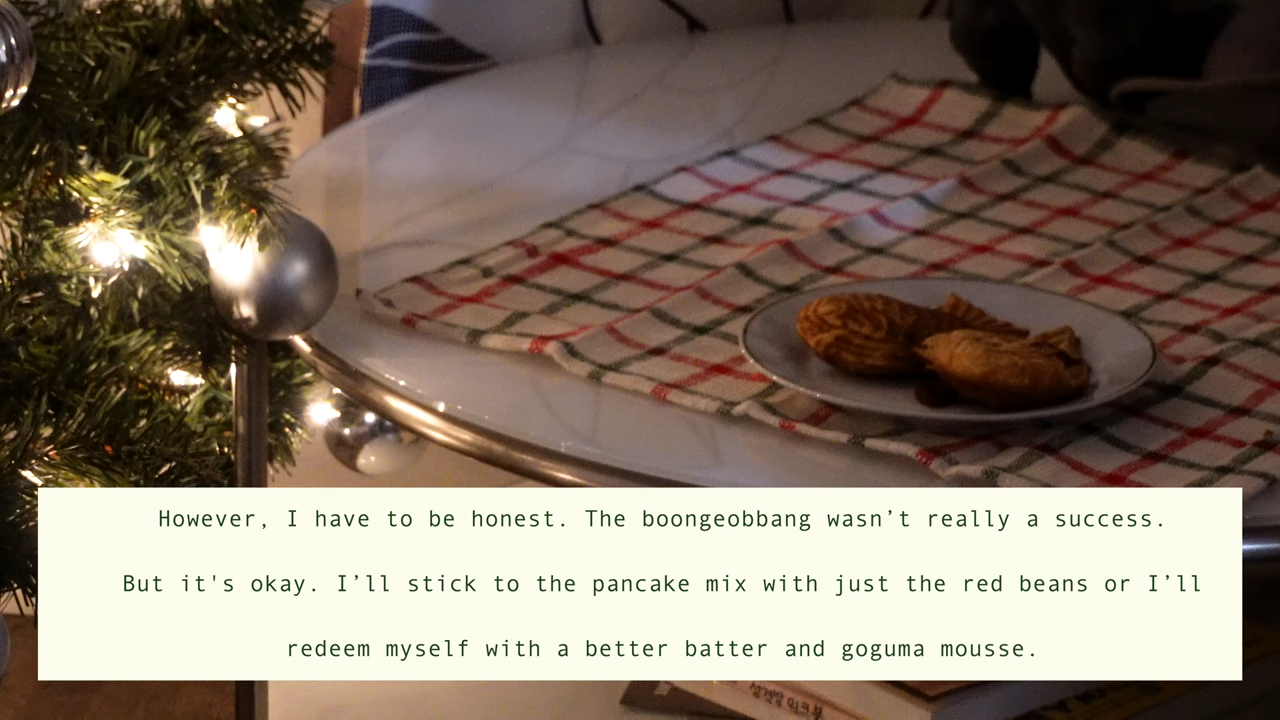 However, I have to be honest. The boongeobbang wasn’t really a success.
But it's okay. I’ll stick to the pancake mix with just the red beans or I’ll
redeem myself with a better batter and goguma mousse.